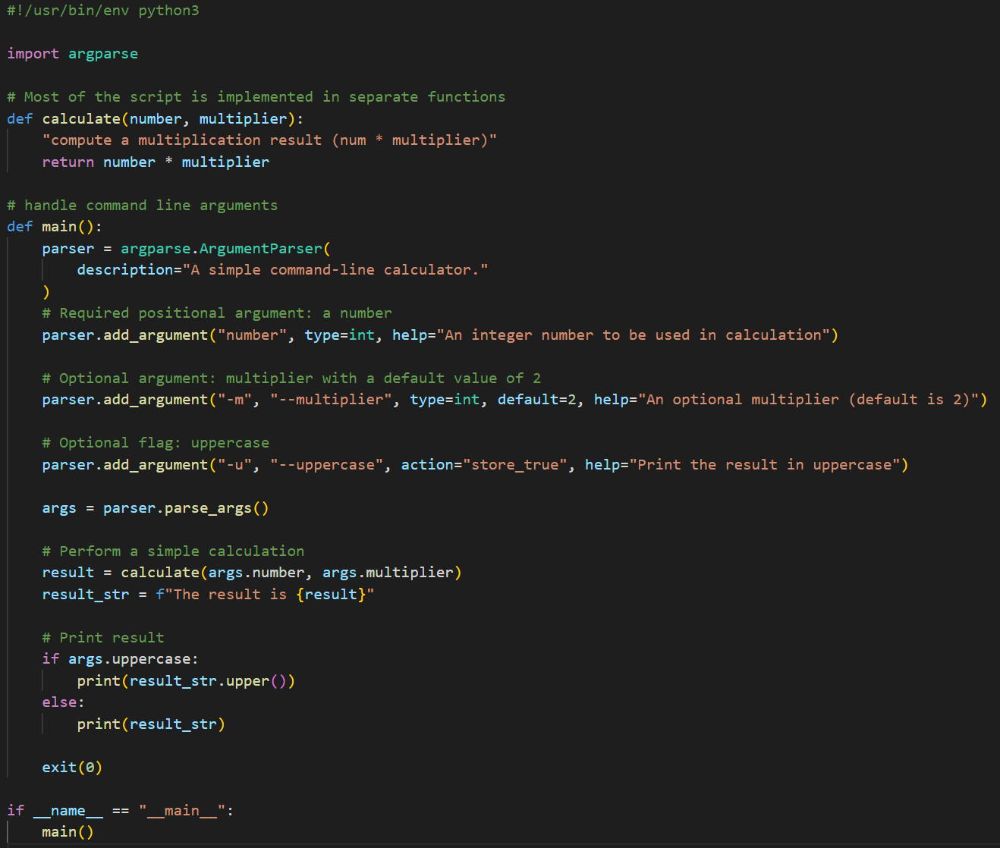 #!/usr/bin/env python3
import argparse
# Most of the script is implemented in separate functions
def calculate(number, multiplier):
    "compute a multiplication result (num * multiplier)"
    return number * multiplier
# handle command line arguments
def main():
    parser = argparse.ArgumentParser(
        description="A simple command-line calculator."
    )
    # Required positional argument: a number
    parser.add_argument("number", type=int, help="An integer number to be used in calculation")
    # Optional argument: multiplier with a default value of 2
    parser.add_argument("-m", "--multiplier", type=int, default=2, help="An optional multiplier (default is 2)")
    # Optional flag: uppercase
    parser.add_argument("-u", "--uppercase", action="store_true", help="Print the result in uppercase")
    args = parser.parse_args()
    # Perform a simple calculation
    result = calculate(args.number, args.multiplier)
    result_str = f"The result is {result}"
    # Print result
    if args.uppercase:
        print(result_str.upper())
    else:
        print(result_str)
    exit(0)
if __name__ == "__main__":
    main()